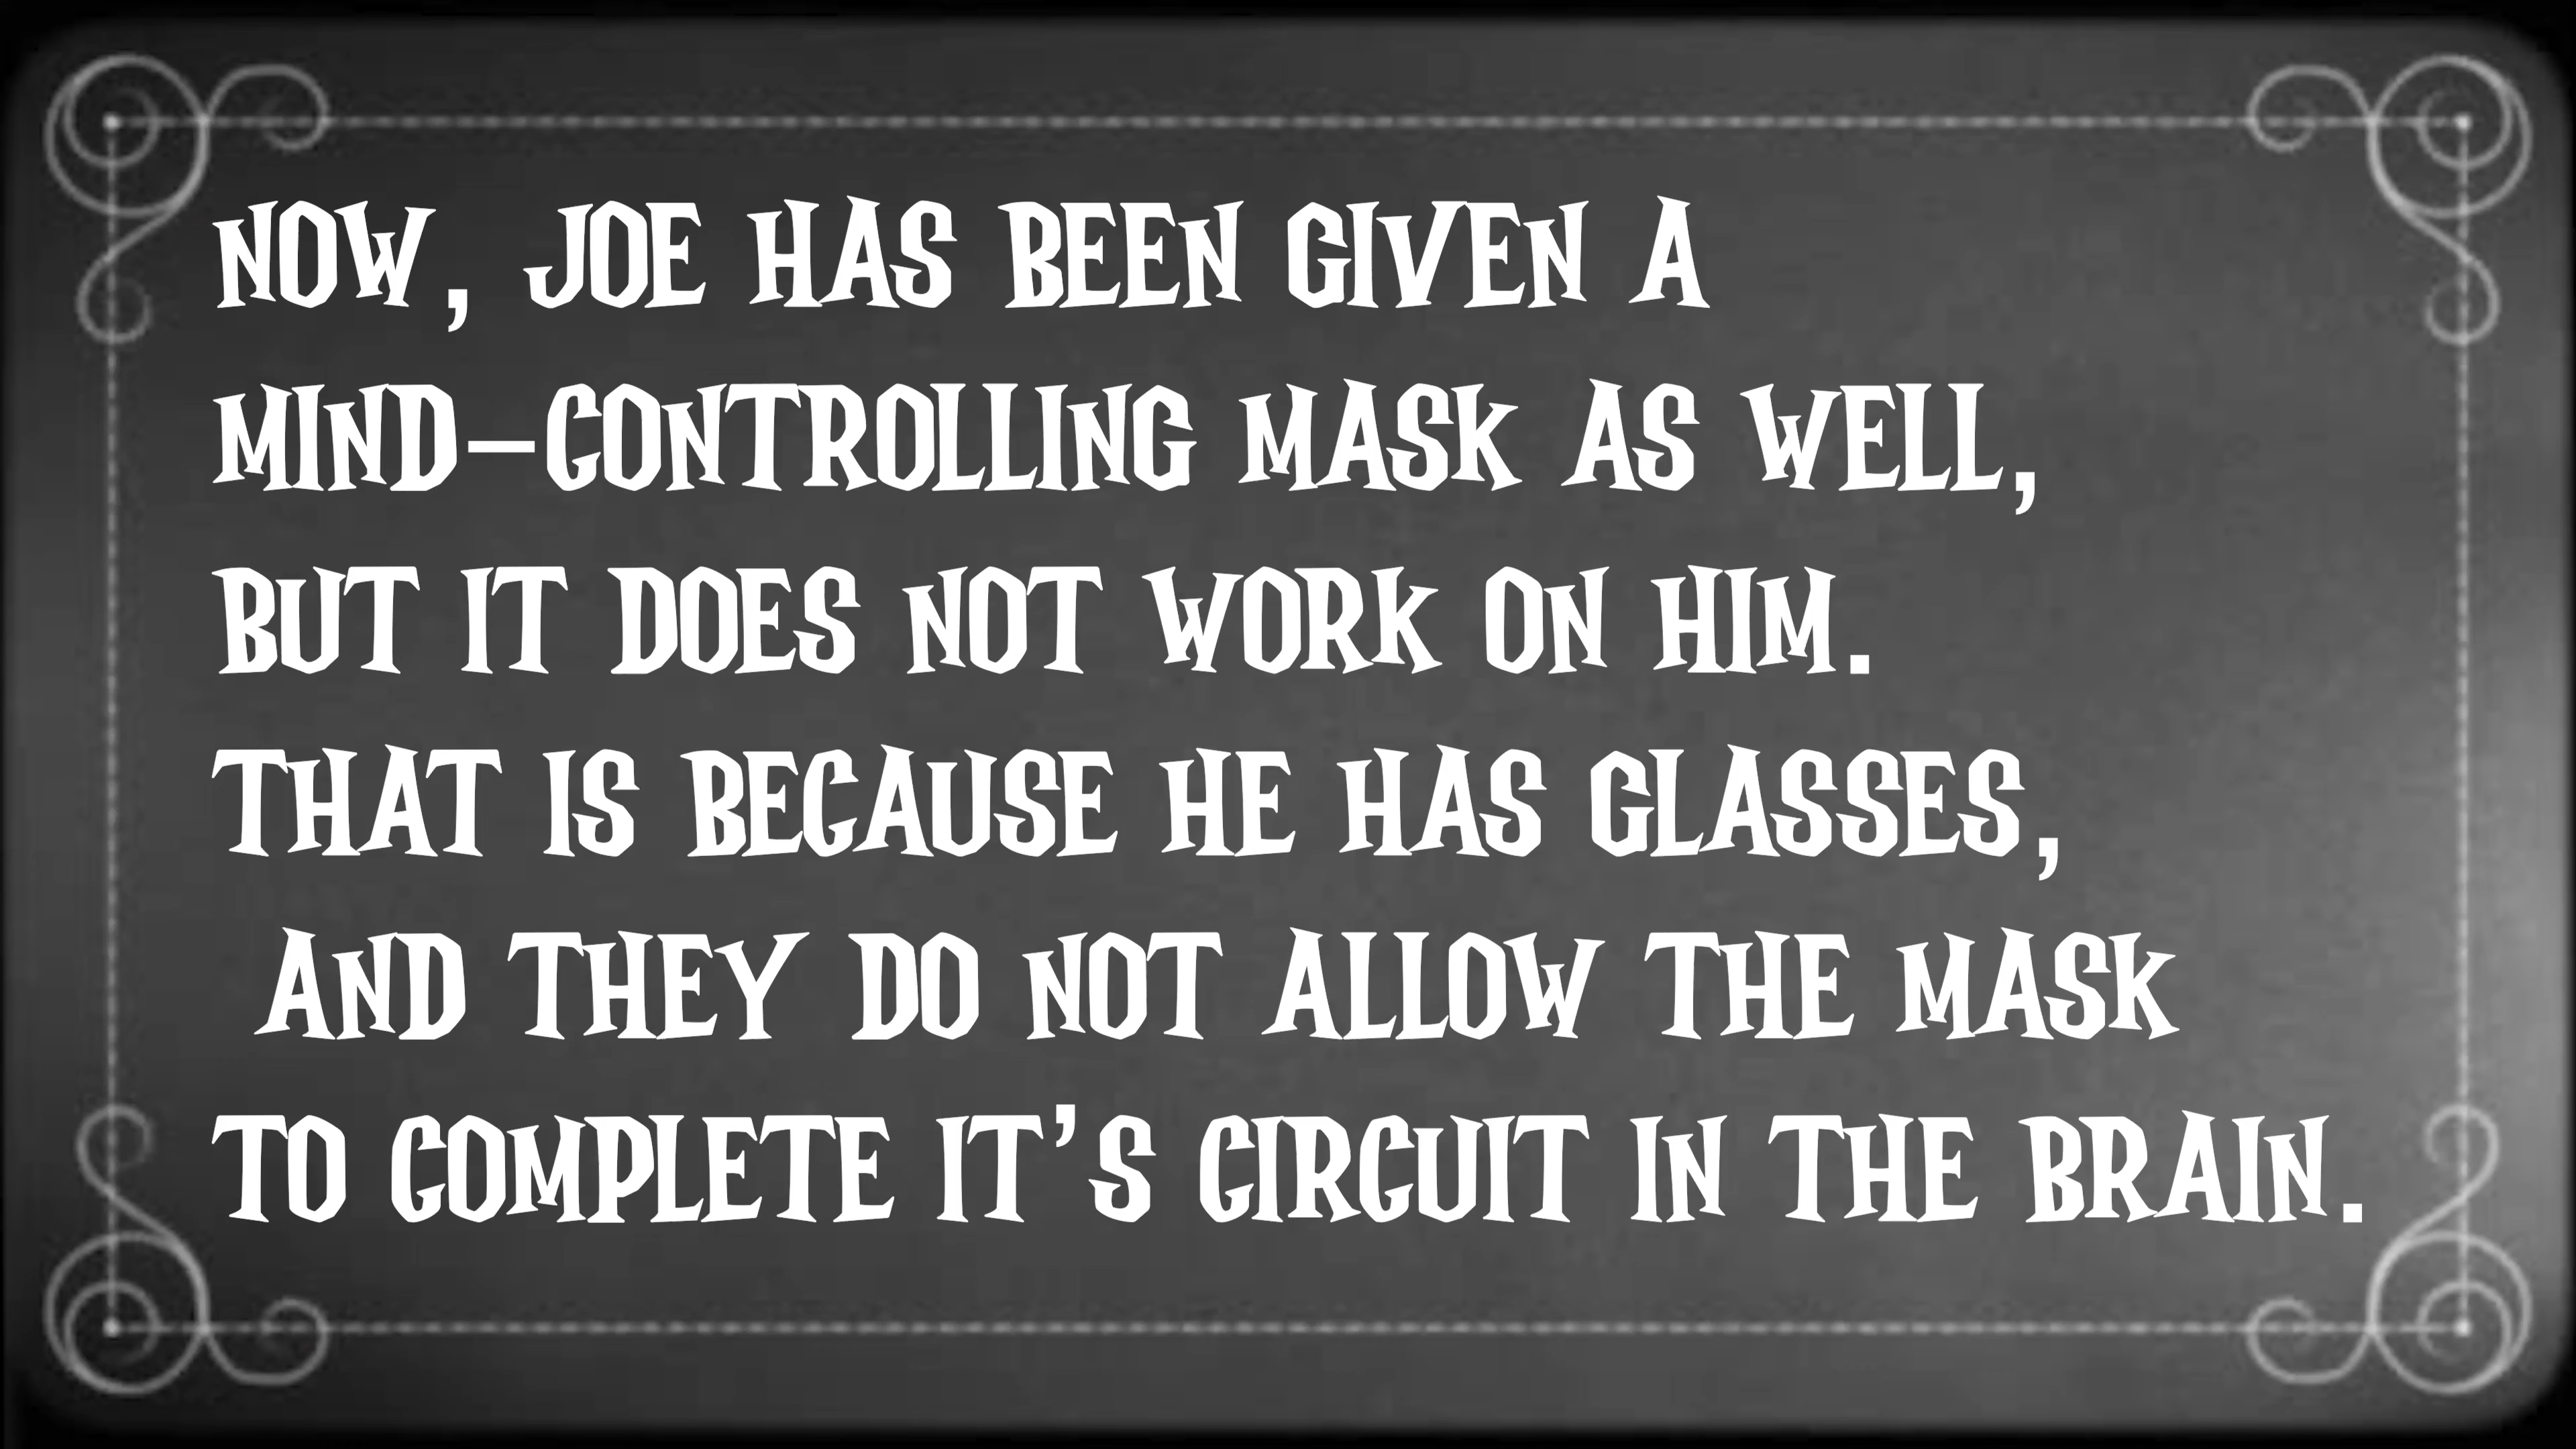 NOW, JOE HAS BEEN GIVEN A
MIND-CONTROLLING MASK AS WELL,
BUT IT DOES NOT WORK ON HIM.
THAT IS BECAUSE HE HAS GLASSES,
AND THEY DO NOT ALLOW THE MASK
TO COMPLETE IT'S CIRCUIT IN THE BRAIN.